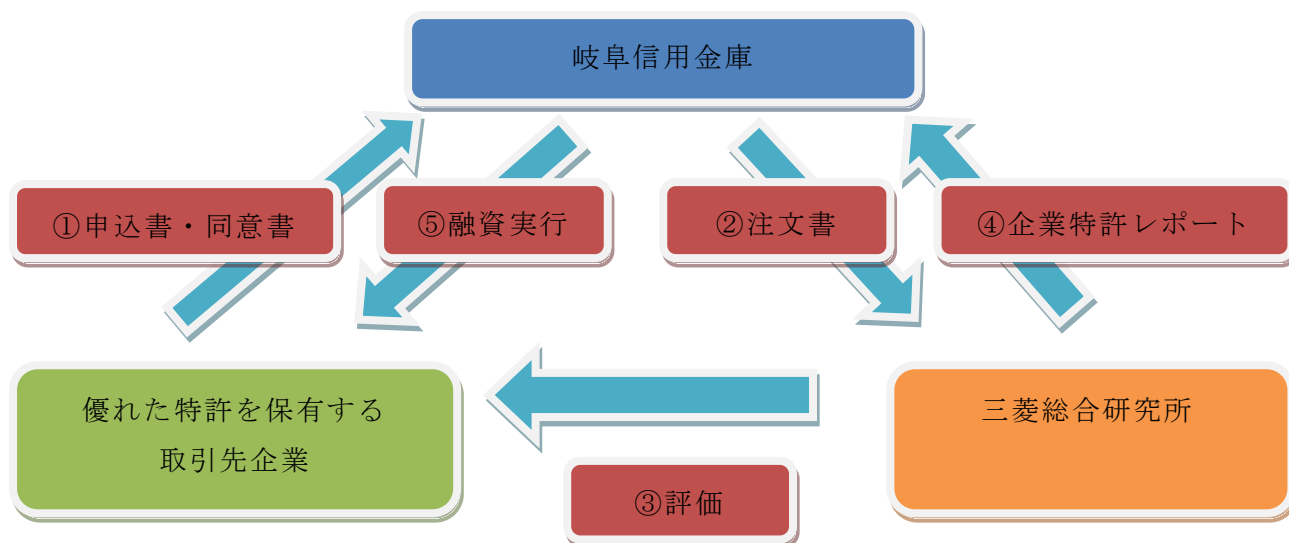 岐阜信用金庫
①申込書・同意書
⑤融資実行
②注文書
④企業特許レポート
優れた特許を保有する
取引先企業
三菱総合研究所
③評価